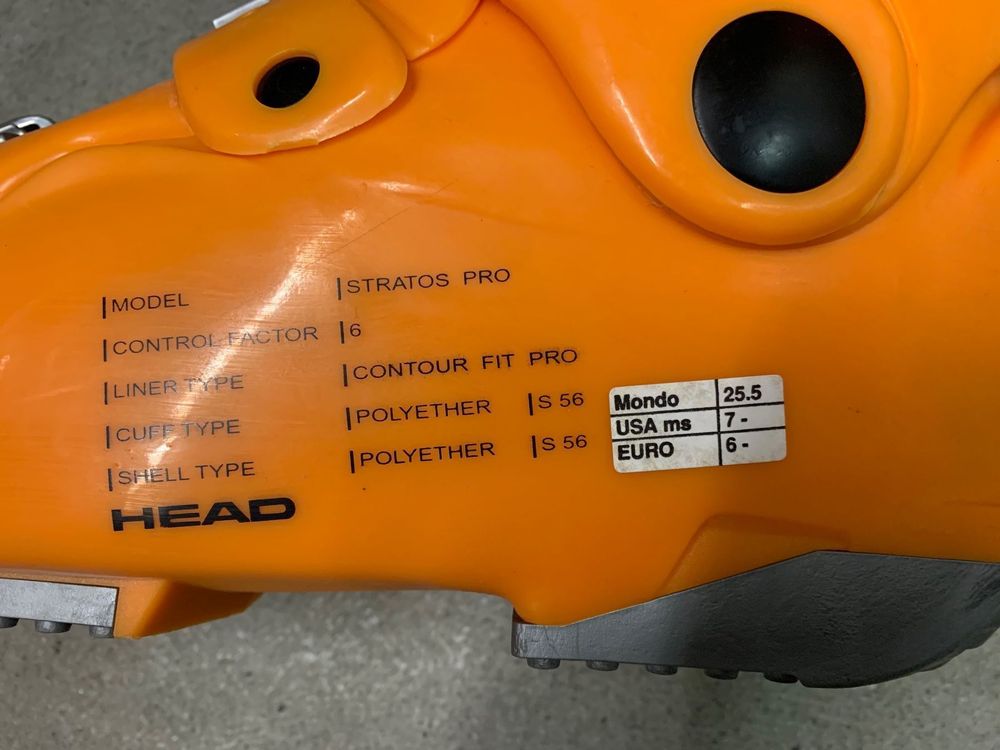 MODEL STRATOS PRO
CONTROL FACTOR 6
LINER TYPE CONTOUR FIT PRO
CUFF TYPE POLYETHER S 56
SHELL TYPE POLYETHER S 56
HEAD
Mondo 25.5
USA ms 7 -
EURO 6 -